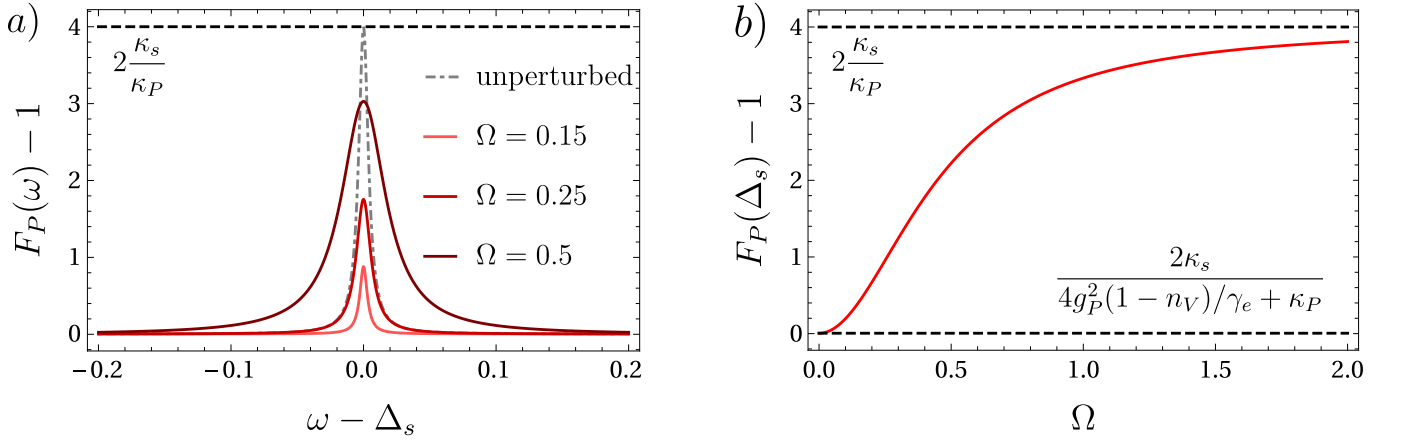 a)
F_P(ω) − 1
4
3
2
1
0
2 κ_s/κ_P
unperturbed
Ω = 0.15
Ω = 0.25
Ω = 0.5
−0.2 −0.1 0.0 0.1 0.2
ω − Δ_s
b)
F_P(Δ_s) − 1
4
3
2
1
0
2 κ_s/κ_P
2κ_s/(4g_P^2(1 − n_V)/γ_e + κ_P)
0.0 0.5 1.0 1.5 2.0
Ω